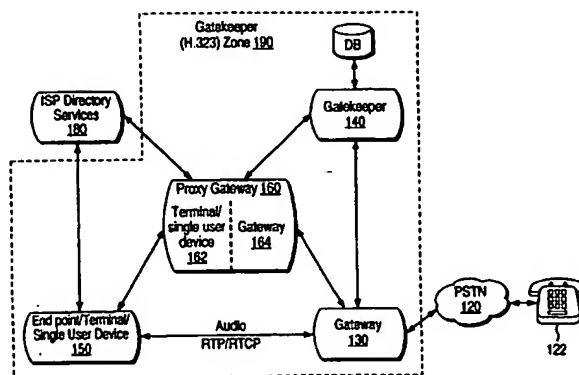 Gatekeeper
(H.323) Zone 190
DB
ISP Directory
Services
180
Gatekeeper
140
Proxy Gateway 160
Terminal/
single user
device
162
Gateway
164
End point/Terminal/
Single User Device
150
Audio
RTP/RTCP
Gateway
130
PSTN
120
122